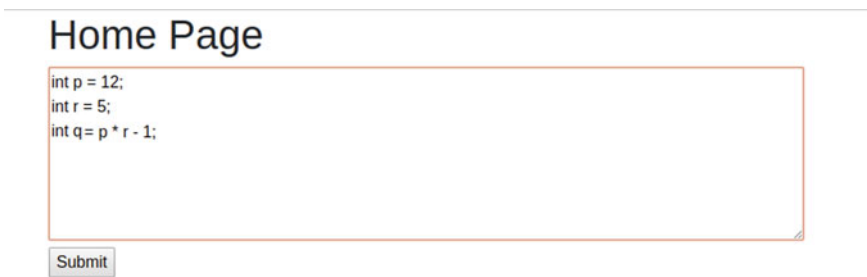 Home Page
int p = 12;
int r = 5;
int q= p * r - 1;
Submit